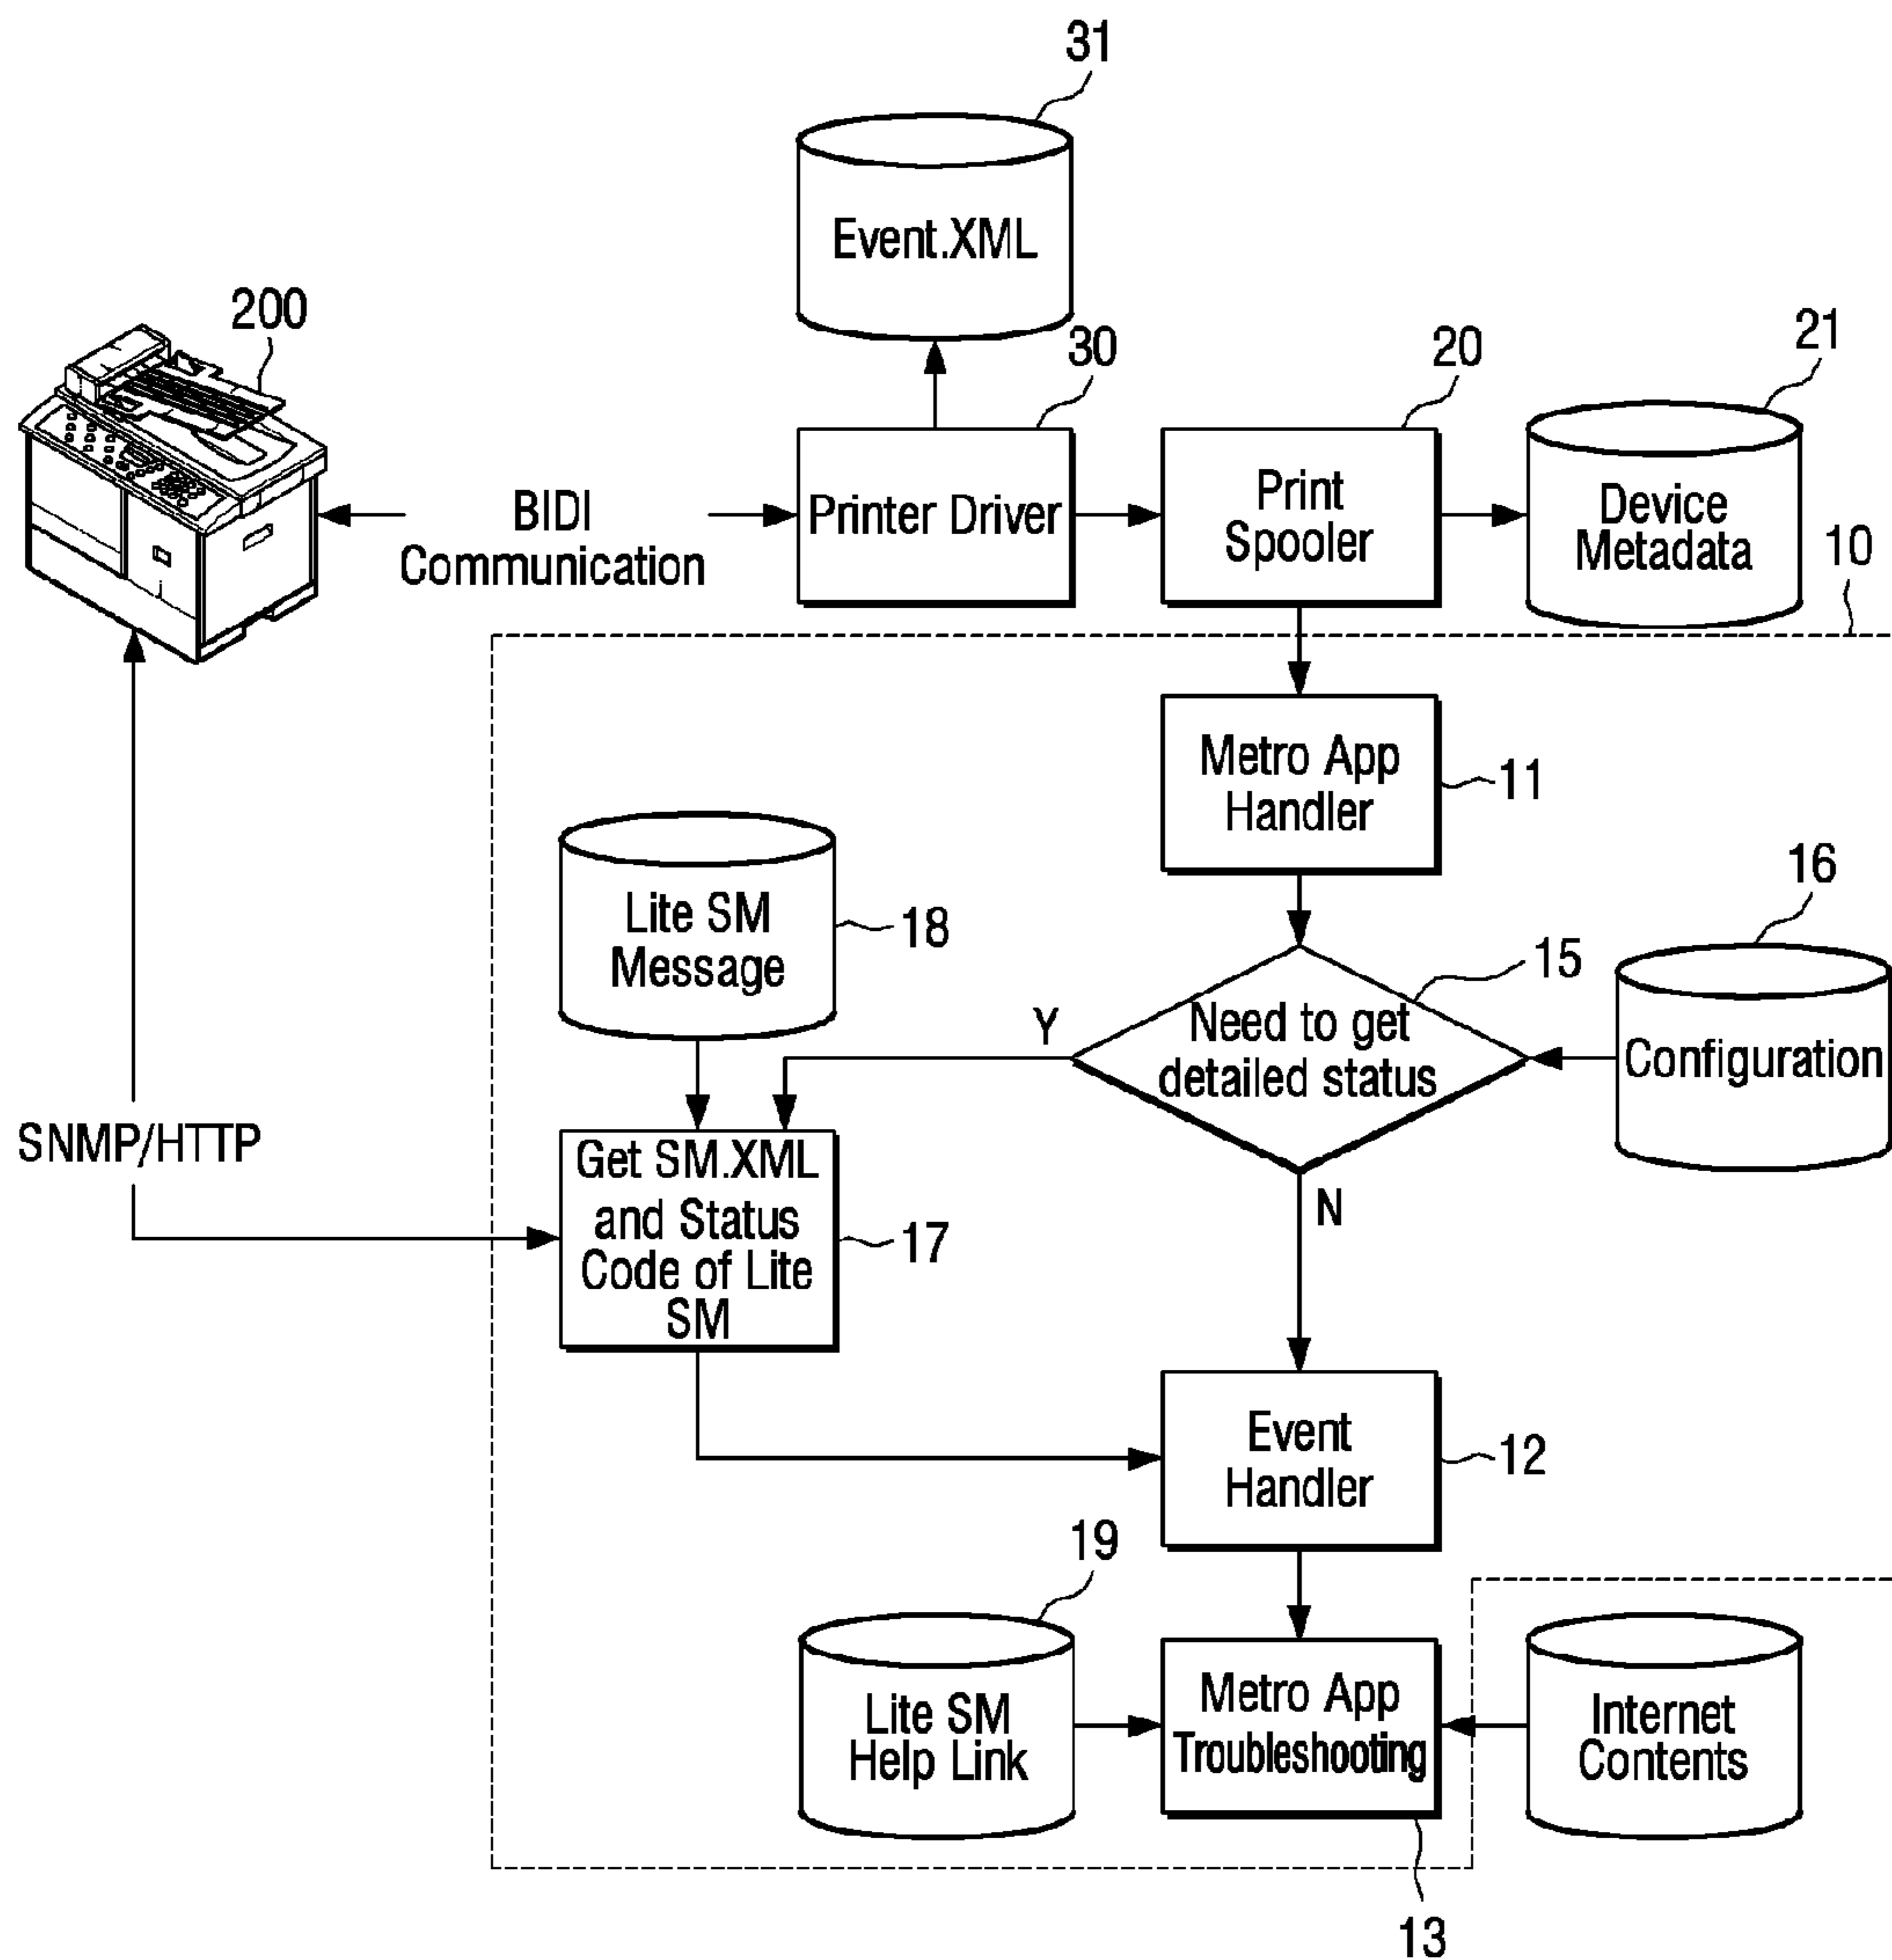 31
Event.XML
200
30
20
21
BIDI
Communication
Printer Driver
Print
Spooler
Device
Metadata
10
Metro App
Handler
11
Lite SM
Message
18
16
15
Y
Need to get
detailed status
Configuration
SNMP/HTTP
Get SM.XML
and Status
Code of Lite
SM
17
N
Event
Handler
12
19
Lite SM
Help Link
Metro App
Troubleshooting
Internet
Contents
13